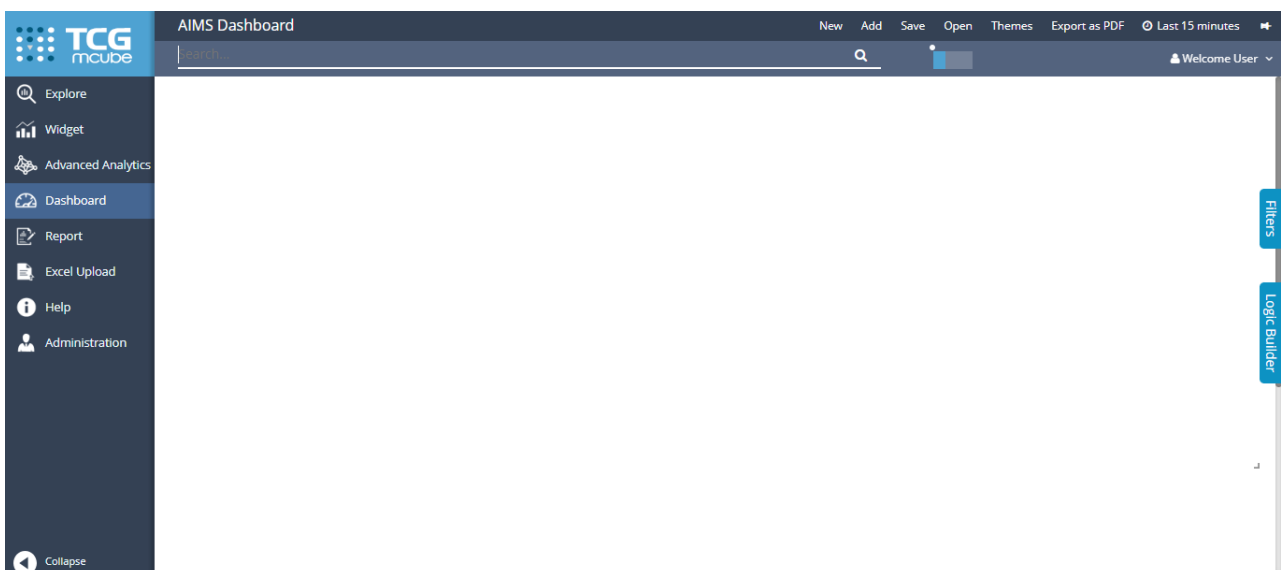 TCG
mcube
AIMS Dashboard
New Add Save Open Themes Export as PDF Last 15 minutes
Search...
Welcome User
Explore
Widget
Advanced Analytics
Dashboard
Report
Excel Upload
Help
Administration
Collapse
Filters
Logic Builder